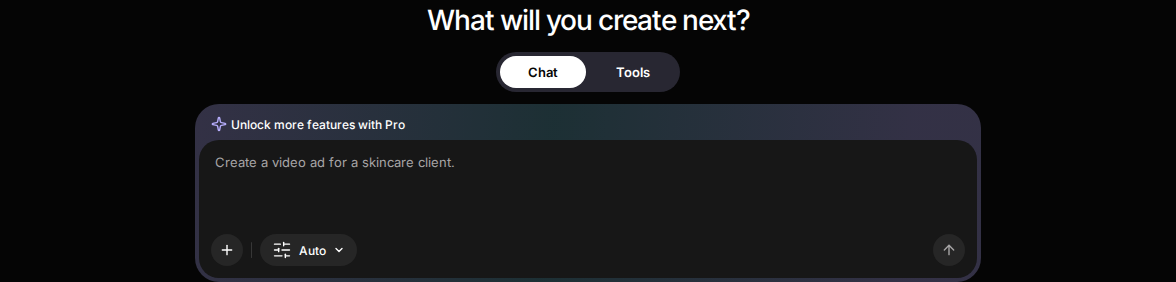 What will you create next?
Chat Tools
Unlock more features with Pro
Create a video ad for a skincare client.
Auto